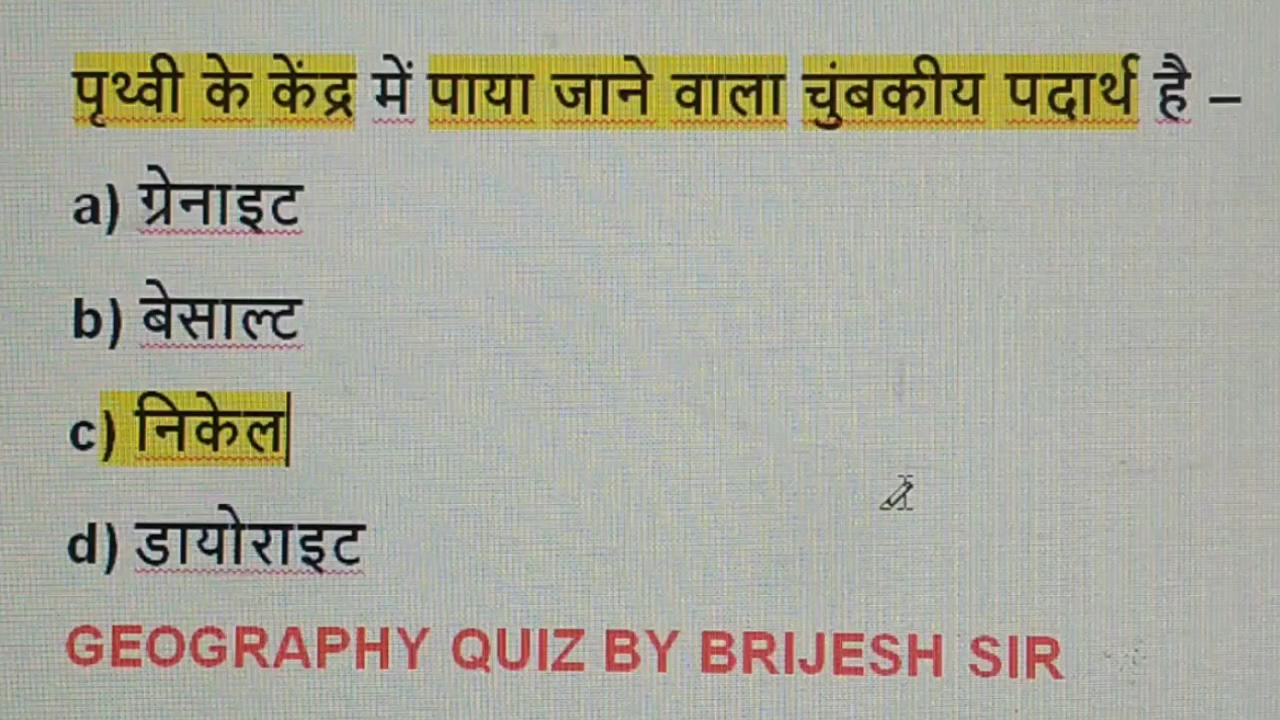 पृथ्वी के केंद्र में पाया जाने वाला चुंबकीय पदार्थ है –
a) ग्रेनाइट
b) बेसाल्ट
c) निकेल
d) डायोराइट
GEOGRAPHY QUIZ BY BRIJESH SIR